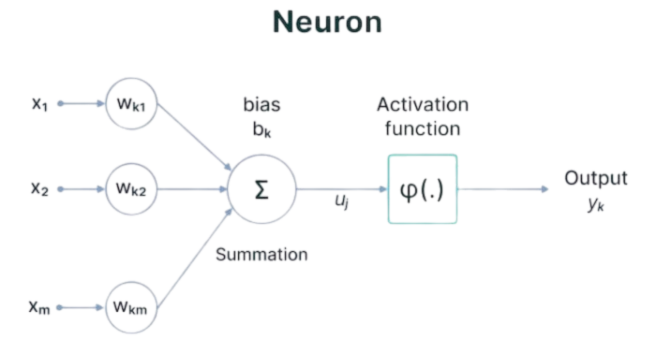 Neuron
x₁
wₖ₁
bias
bₖ
Activation
function
x₂
wₖ₂
Σ
uⱼ
φ(.)
Output
yₖ
Summation
xₘ
wₖₘ